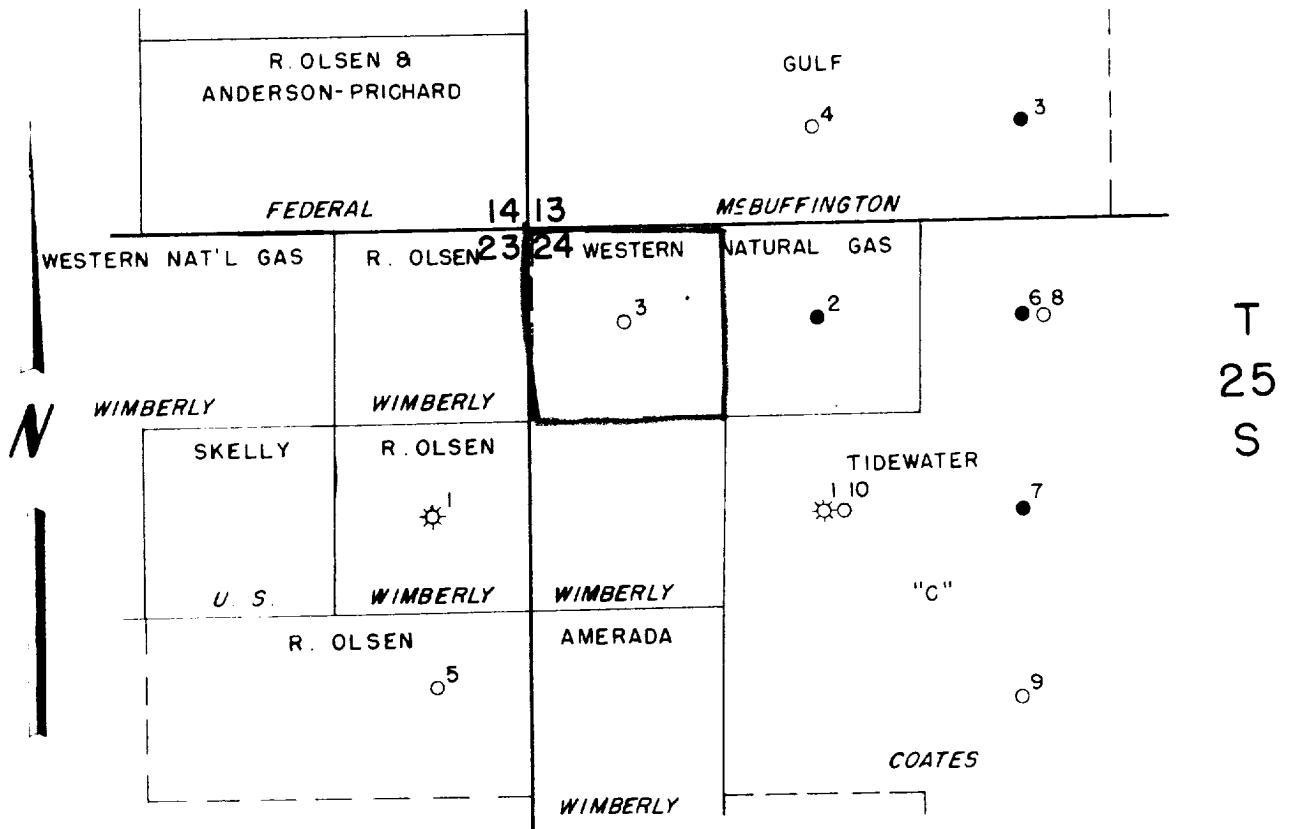 R. OLSEN &
ANDERSON-PRICHARD
GULF
4
3
FEDERAL
14 13
McBUFFINGTON
WESTERN NAT'L GAS
R. OLSEN
23 24
WESTERN NATURAL GAS
3
2
6 8
T
25
S
WIMBERLY
WIMBERLY
N
SKELLY
R. OLSEN
TIDEWATER
1
1 10
7
U. S.
WIMBERLY
WIMBERLY
"C"
R. OLSEN
AMERADA
5
9
COATES
WIMBERLY